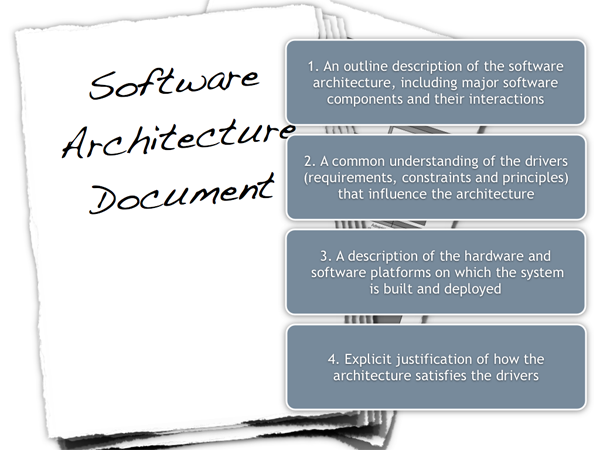 Software
Architecture
Document
1. An outline description of the software
architecture, including major software
components and their interactions
2. A common understanding of the drivers
(requirements, constraints and principles)
that influence the architecture
3. A description of the hardware and
software platforms on which the system
is built and deployed
4. Explicit justification of how the
architecture satisfies the drivers